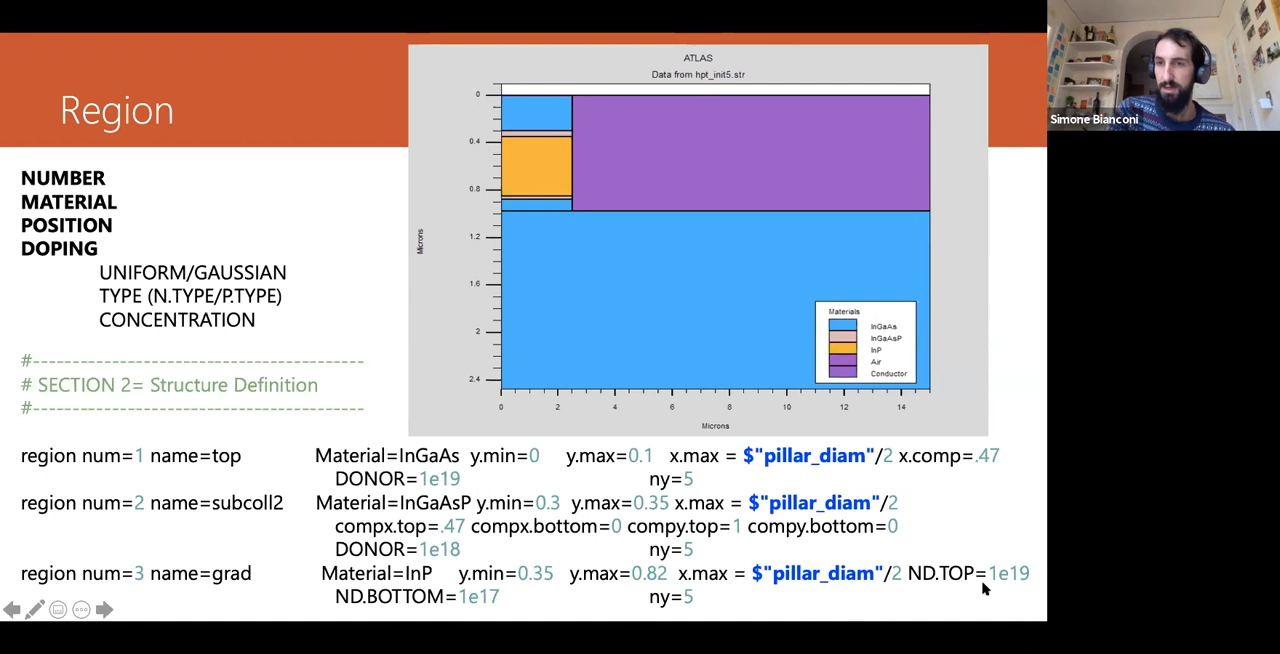 Region
NUMBER
MATERIAL
POSITION
DOPING
UNIFORM/GAUSSIAN
TYPE (N.TYPE/P.TYPE)
CONCENTRATION
#-----------------------------------------
# SECTION 2= Structure Definition
#-----------------------------------------
ATLAS
Data from hpt_init5.str
0
0.4
0.8
1.2
1.6
2
2.4
Microns
0 2 4 6 8 10 12 14
Microns
Materials
InGaAs
InGaAsP
InP
Air
Conductor
region num=1 name=top Material=InGaAs y.min=0 y.max=0.1 x.max = $"pillar_diam"/2 x.comp=.47
DONOR=1e19 ny=5
region num=2 name=subcoll2 Material=InGaAsP y.min=0.3 y.max=0.35 x.max = $"pillar_diam"/2
compx.top=.47 compx.bottom=0 compy.top=1 compy.bottom=0
DONOR=1e18 ny=5
region num=3 name=grad Material=InP y.min=0.35 y.max=0.82 x.max = $"pillar_diam"/2 ND.TOP=1e19
ND.BOTTOM=1e17 ny=5
Simone Bianconi